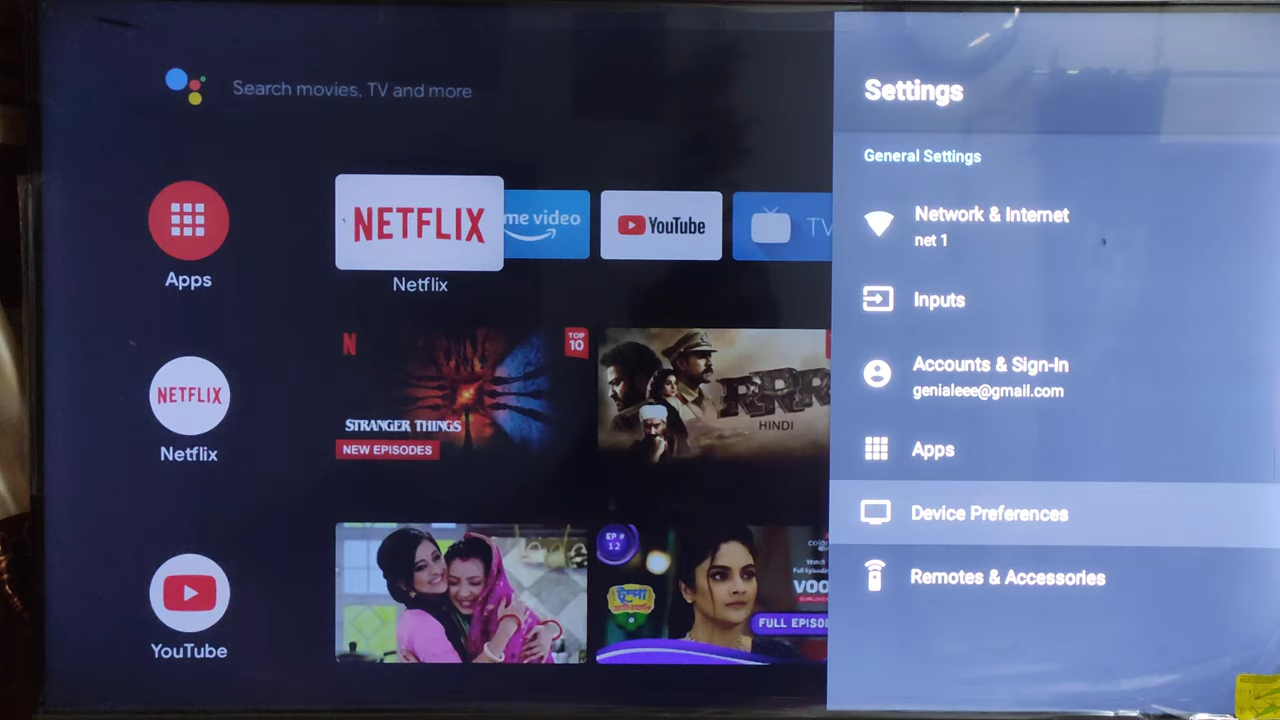 Search movies, TV and more
Apps
NETFLIX
me video
YouTube
TV
Netflix
N
TOP
10
STRANGER THINGS
NEW EPISODES
RRR
HINDI
NETFLIX
Netflix
EP #
12
টুম্পা
FULL EPISO
VOO
YouTube
Settings
General Settings
Network & Internet
net 1
Inputs
Accounts & Sign-In
genialeee@gmail.com
Apps
Device Preferences
Remotes & Accessories